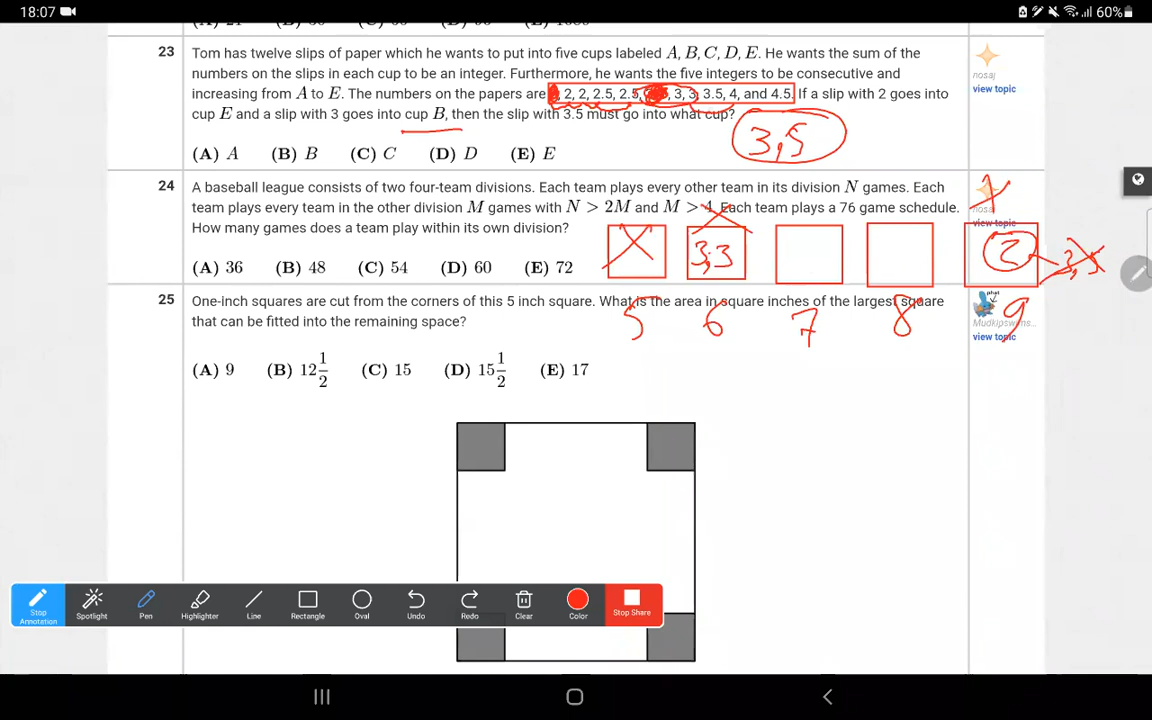 18:07 60%
(A) 24 (B) 36 (C) 60 (D) 90 (E) 1080
23 Tom has twelve slips of paper which he wants to put into five cups labeled A, B, C, D, E. He wants the sum of the
numbers on the slips in each cup to be an integer. Furthermore, he wants the five integers to be consecutive and
increasing from A to E. The numbers on the papers are 2, 2, 2.5, 2.5, 3, 3, 3.5, 4, and 4.5. If a slip with 2 goes into
cup E and a slip with 3 goes into cup B, then the slip with 3.5 must go into what cup?
3,5
(A) A (B) B (C) C (D) D (E) E
nosaj
view topic
24 A baseball league consists of two four-team divisions. Each team plays every other team in its division N games. Each
team plays every team in the other division M games with N > 2M and M > 4. Each team plays a 76 game schedule.
How many games does a team play within its own division?
(A) 36 (B) 48 (C) 54 (D) 60 (E) 72
view topic
3;3 2 3,5
5 6 7 8 9
25 One-inch squares are cut from the corners of this 5 inch square. What is the area in square inches of the largest square
that can be fitted into the remaining space?
(A) 9 (B) 12 1/2 (C) 15 (D) 15 1/2 (E) 17
Mudkipswims...
view topic
Stop Annotation Spotlight Pen Highlighter Line Rectangle Oval Undo Redo Clear Color Stop Share